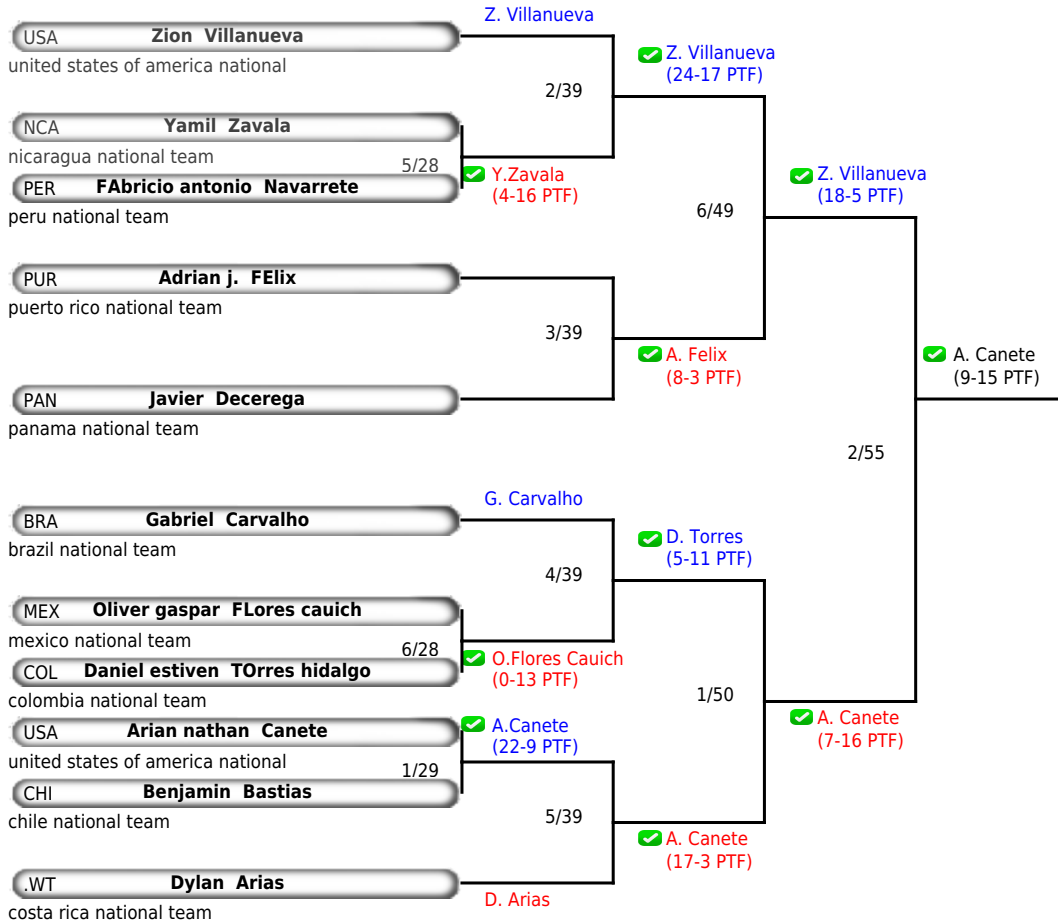 Z. Villanueva
USA Zion Villanueva
united states of america national
Z. Villanueva
(24-17 PTF)
2/39
NCA Yamil Zavala
nicaragua national team
5/28
Y.Zavala
(4-16 PTF)
PER FAbricio antonio Navarrete
peru national team
Z. Villanueva
(18-5 PTF)
6/49
PUR Adrian j. FElix
puerto rico national team
3/39
A. Felix
(8-3 PTF)
A. Canete
(9-15 PTF)
PAN Javier Decerega
panama national team
2/55
G. Carvalho
BRA Gabriel Carvalho
brazil national team
D. Torres
(5-11 PTF)
4/39
MEX Oliver gaspar FLores cauich
mexico national team
6/28
O.Flores Cauich
(0-13 PTF)
COL Daniel estiven TOrres hidalgo
colombia national team
1/50
A. Canete
(7-16 PTF)
USA Arian nathan Canete
united states of america national
A.Canete
(22-9 PTF)
1/29
CHI Benjamin Bastias
chile national team
5/39
A. Canete
(17-3 PTF)
.WT Dylan Arias
costa rica national team
D. Arias